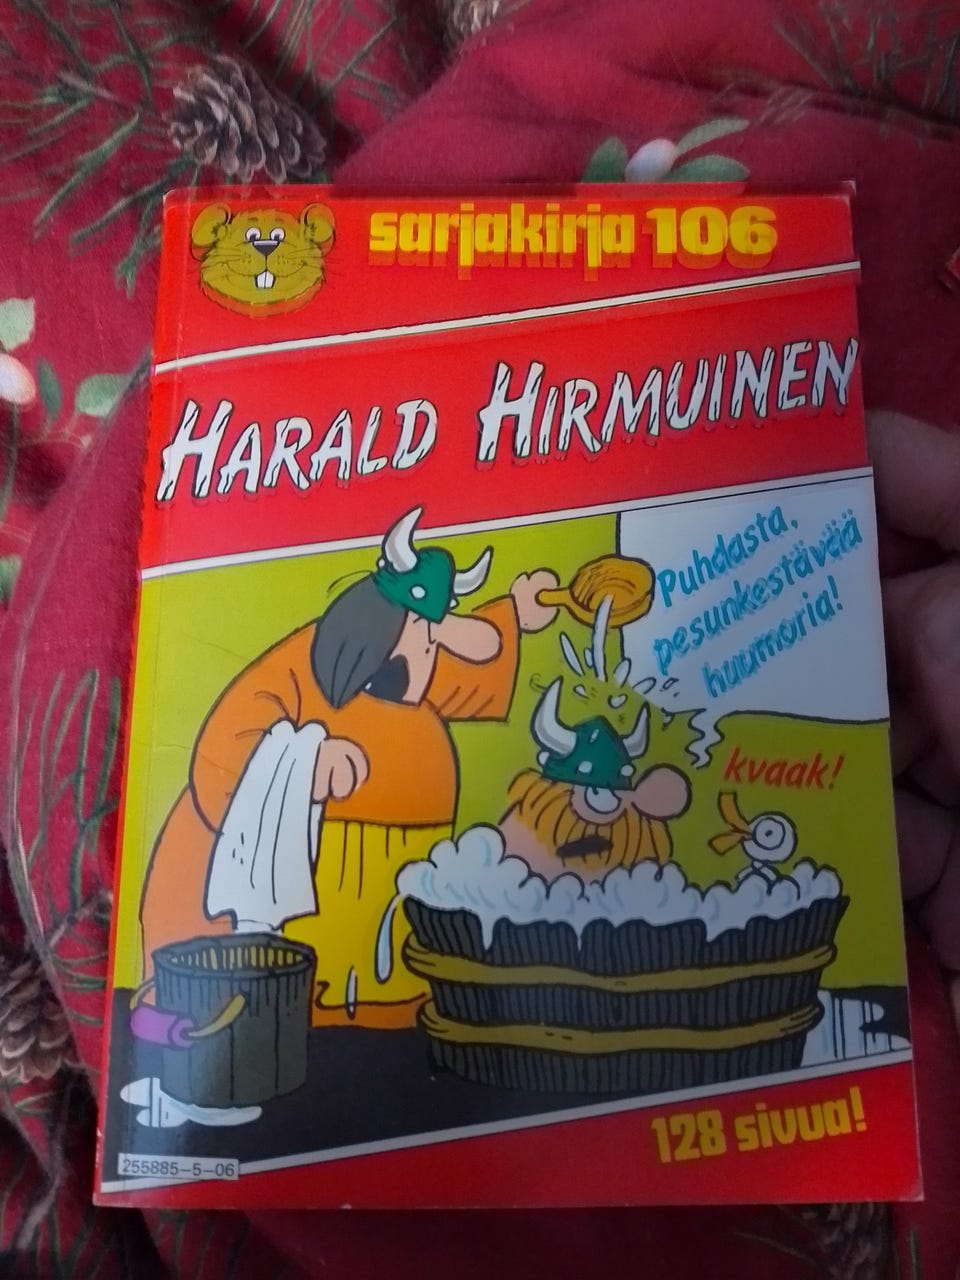 sarjakirja 106
HARALD HIRMUINEN
Puhdasta,
pesunkestävää
huumoria!
kvaak!
128 sivua!
255885-5-06